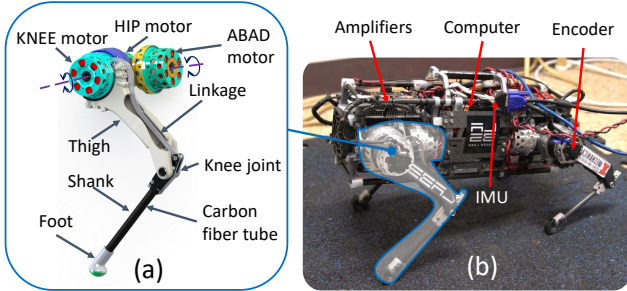 HIP motor
KNEE motor
ABAD
motor
Linkage
Thigh
Knee joint
Shank
Carbon
fiber tube
Foot
(a)
Amplifiers
Computer
Encoder
IMU
(b)